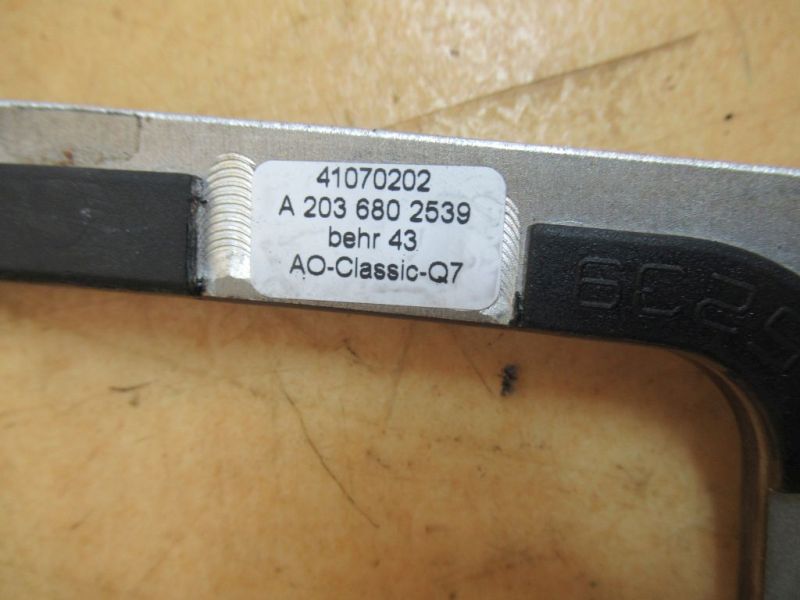 41070202
A 203 680 2539
behr 43
AO-Classic-Q7